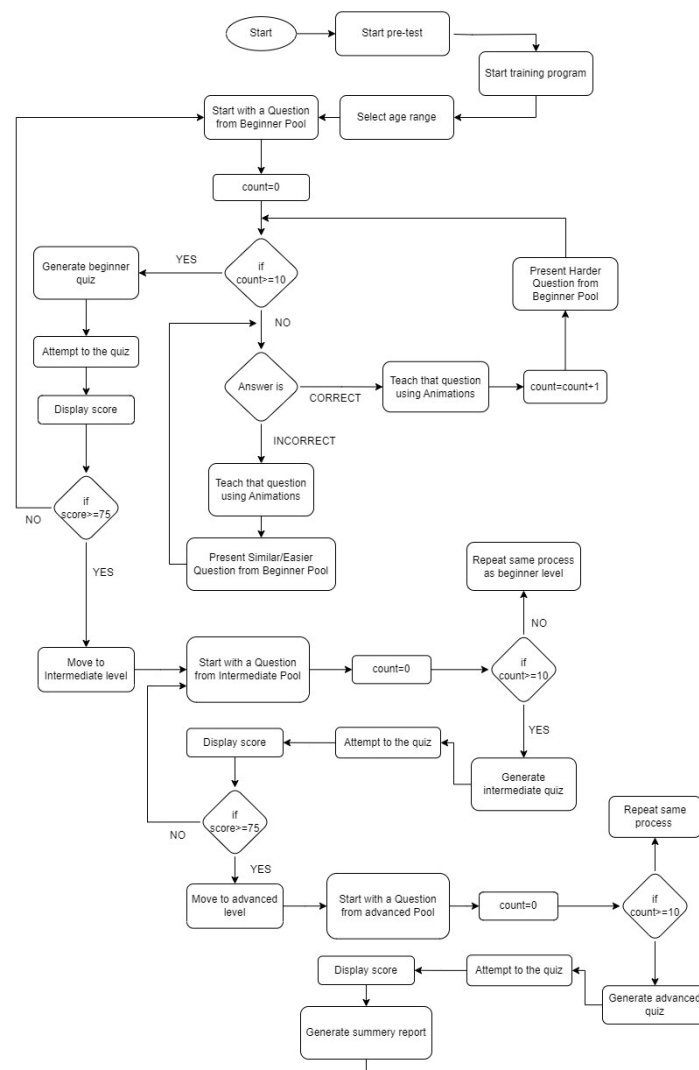 Start
Start pre-test
Start training program
Select age range
Start with a Question
from Beginner Pool
count=0
if
count>=10
YES
NO
Generate beginner
quiz
Attempt to the quiz
Display score
if
score>=75
NO
YES
Answer is
CORRECT
Teach that question
using Animations
count=count+1
Present Harder
Question from
Beginner Pool
INCORRECT
Teach that question
using Animations
Present Similar/Easier
Question from Beginner Pool
Move to
Intermediate level
Start with a Question
from Intermediate Pool
count=0
if
count>=10
NO
Repeat same process
as beginner level
YES
Generate
intermediate quiz
Attempt to the quiz
Display score
if
score>=75
NO
YES
Move to advanced
level
Start with a Question
from advanced Pool
count=0
if
count>=10
Repeat same
process
Generate advanced
quiz
Attempt to the quiz
Display score
Generate summery report